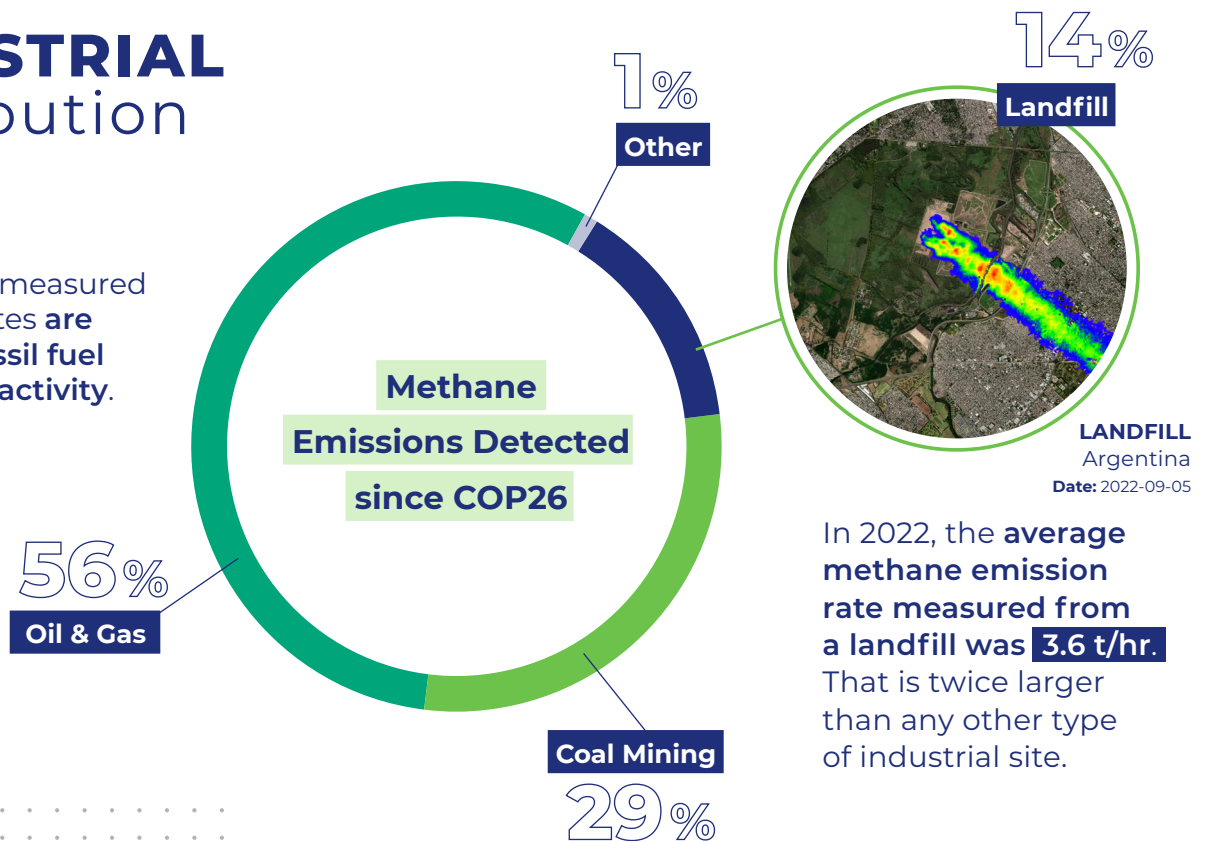 STRIAL
bution
measured
tes are
ssil fuel
activity.
1%
Other
14%
Landfill
Methane
Emissions Detected
since COP26
LANDFILL
Argentina
Date: 2022-09-05
56%
Oil & Gas
In 2022, the average
methane emission
rate measured from
a landfill was 3.6 t/hr.
That is twice larger
than any other type
of industrial site.
Coal Mining
29%